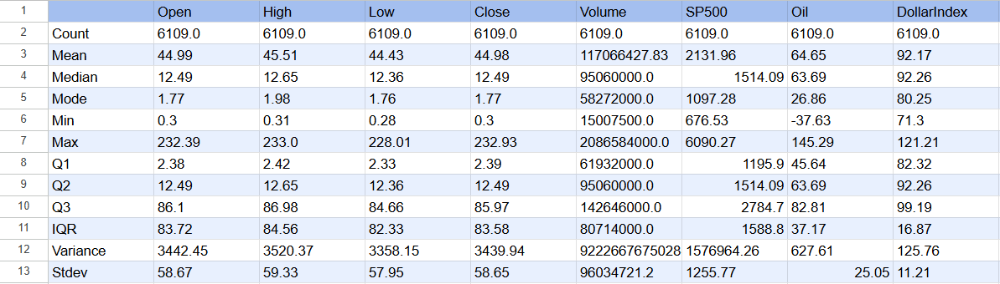 1 Open High Low Close Volume SP500 Oil DollarIndex
2 Count 6109.0 6109.0 6109.0 6109.0 6109.0 6109.0 6109.0 6109.0
3 Mean 44.99 45.51 44.43 44.98 117066427.83 2131.96 64.65 92.17
4 Median 12.49 12.65 12.36 12.49 95060000.0 1514.09 63.69 92.26
5 Mode 1.77 1.98 1.76 1.77 58272000.0 1097.28 26.86 80.25
6 Min 0.3 0.31 0.28 0.3 15007500.0 676.53 -37.63 71.3
7 Max 232.39 233.0 228.01 232.93 2086584000.0 6090.27 145.29 121.21
8 Q1 2.38 2.42 2.33 2.39 61932000.0 1195.9 45.64 82.32
9 Q2 12.49 12.65 12.36 12.49 95060000.0 1514.09 63.69 92.26
10 Q3 86.1 86.98 84.66 85.97 142646000.0 2784.7 82.81 99.19
11 IQR 83.72 84.56 82.33 83.58 80714000.0 1588.8 37.17 16.87
12 Variance 3442.45 3520.37 3358.15 3439.94 9222667675028 1576964.26 627.61 125.76
13 Stdev 58.67 59.33 57.95 58.65 96034721.2 1255.77 25.05 11.21